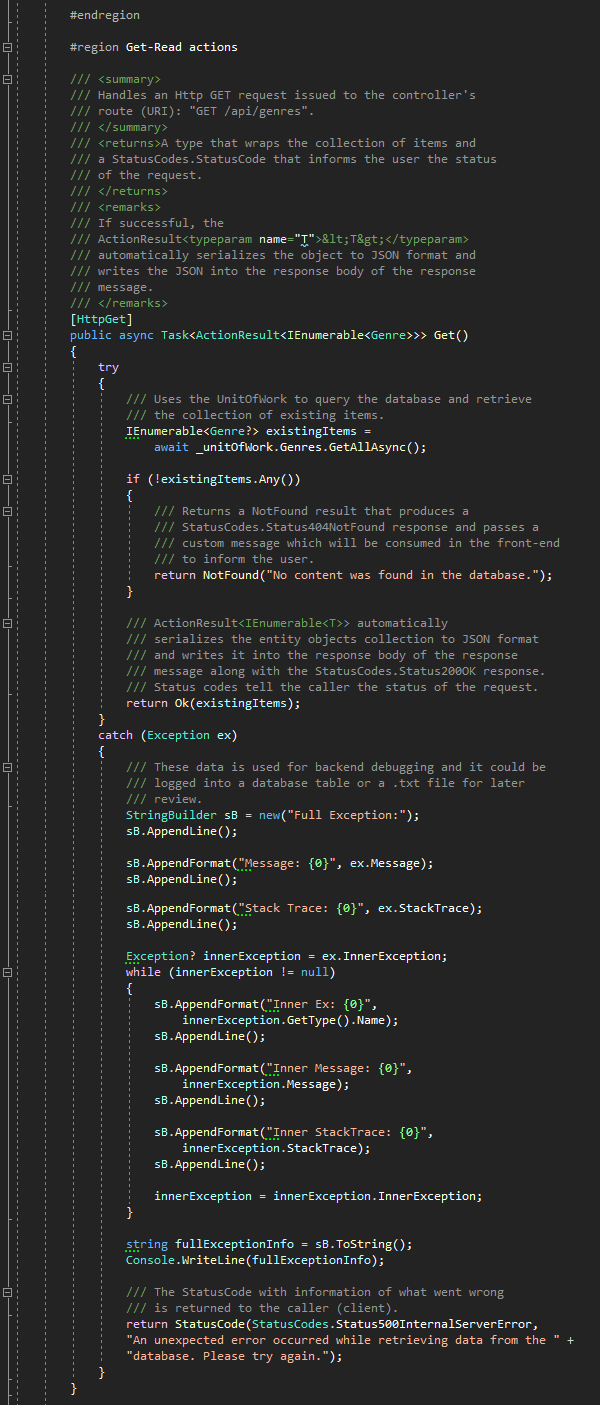 #endregion
#region Get-Read actions
/// <summary>
/// Handles an Http GET request issued to the controller's
/// route (URI): "GET /api/genres".
/// </summary>
/// <returns>A type that wraps the collection of items and
/// a StatusCodes.StatusCode that informs the user the status
/// of the request.
/// </returns>
/// <remarks>
/// If successful, the
/// ActionResult<typeparam name="T">&lt;T&gt;</typeparam>
/// automatically serializes the object to JSON format and
/// writes the JSON into the response body of the response
/// message.
/// </remarks>
[HttpGet]
public async Task<ActionResult<IEnumerable<Genre>>> Get()
{
try
{
/// Uses the UnitOfWork to query the database and retrieve
/// the collection of existing items.
IEnumerable<Genre?> existingItems =
await _unitOfWork.Genres.GetAllAsync();
if (!existingItems.Any())
{
/// Returns a NotFound result that produces a
/// StatusCodes.Status404NotFound response and passes a
/// custom message which will be consumed in the front-end
/// to inform the user.
return NotFound("No content was found in the database.");
}
/// ActionResult<IEnumerable<T>> automatically
/// serializes the entity objects collection to JSON format
/// and writes it into the response body of the response
/// message along with the StatusCodes.Status200OK response.
/// Status codes tell the caller the status of the request.
return Ok(existingItems);
}
catch (Exception ex)
{
/// These data is used for backend debugging and it could be
/// logged into a database table or a .txt file for later
/// review.
StringBuilder sB = new("Full Exception:");
sB.AppendLine();
sB.AppendFormat("Message: {0}", ex.Message);
sB.AppendLine();
sB.AppendFormat("Stack Trace: {0}", ex.StackTrace);
sB.AppendLine();
Exception? innerException = ex.InnerException;
while (innerException != null)
{
sB.AppendFormat("Inner Ex: {0}",
innerException.GetType().Name);
sB.AppendLine();
sB.AppendFormat("Inner Message: {0}",
innerException.Message);
sB.AppendLine();
sB.AppendFormat("Inner StackTrace: {0}",
innerException.StackTrace);
sB.AppendLine();
innerException = innerException.InnerException;
}
string fullExceptionInfo = sB.ToString();
Console.WriteLine(fullExceptionInfo);
/// The StatusCode with information of what went wrong
/// is returned to the caller (client).
return StatusCode(StatusCodes.Status500InternalServerError,
"An unexpected error occurred while retrieving data from the " +
"database. Please try again.");
}
}